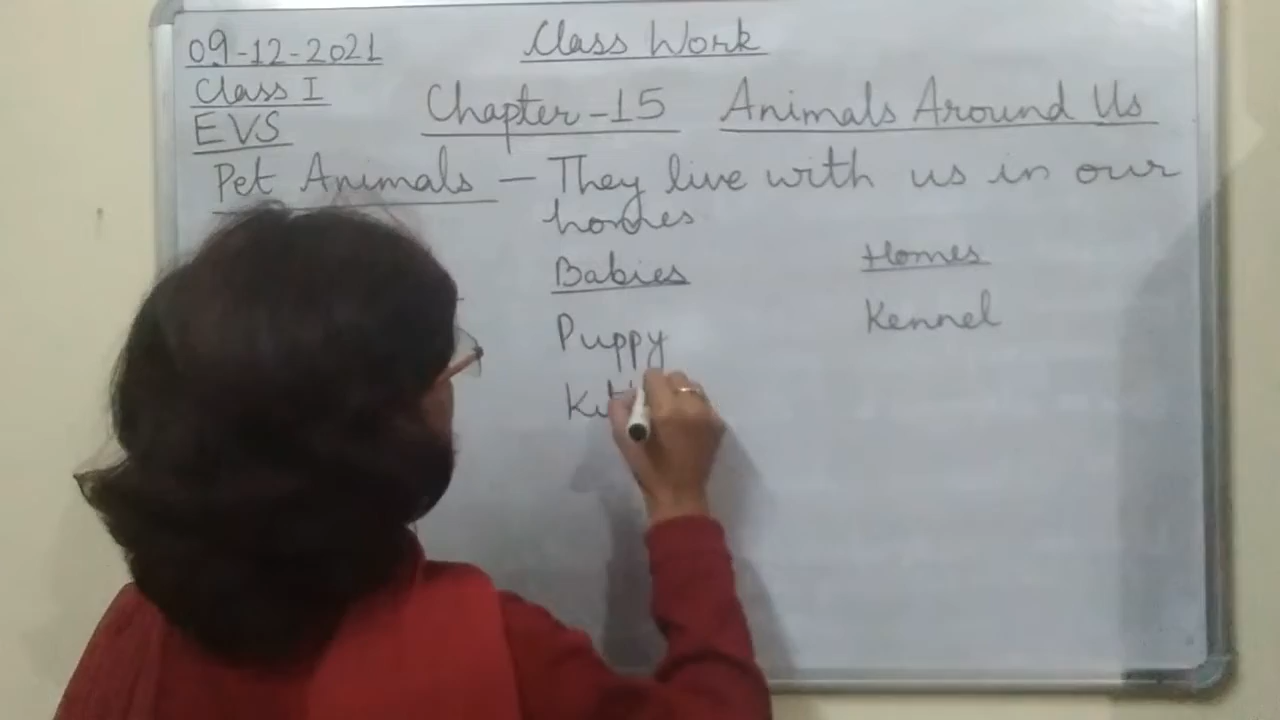 09-12-2021 Class Work
Class I
Chapter-15 Animals Around Us
EVS
Pet Animals — They live with us in our
homes
Babies Homes
Puppy Kennel